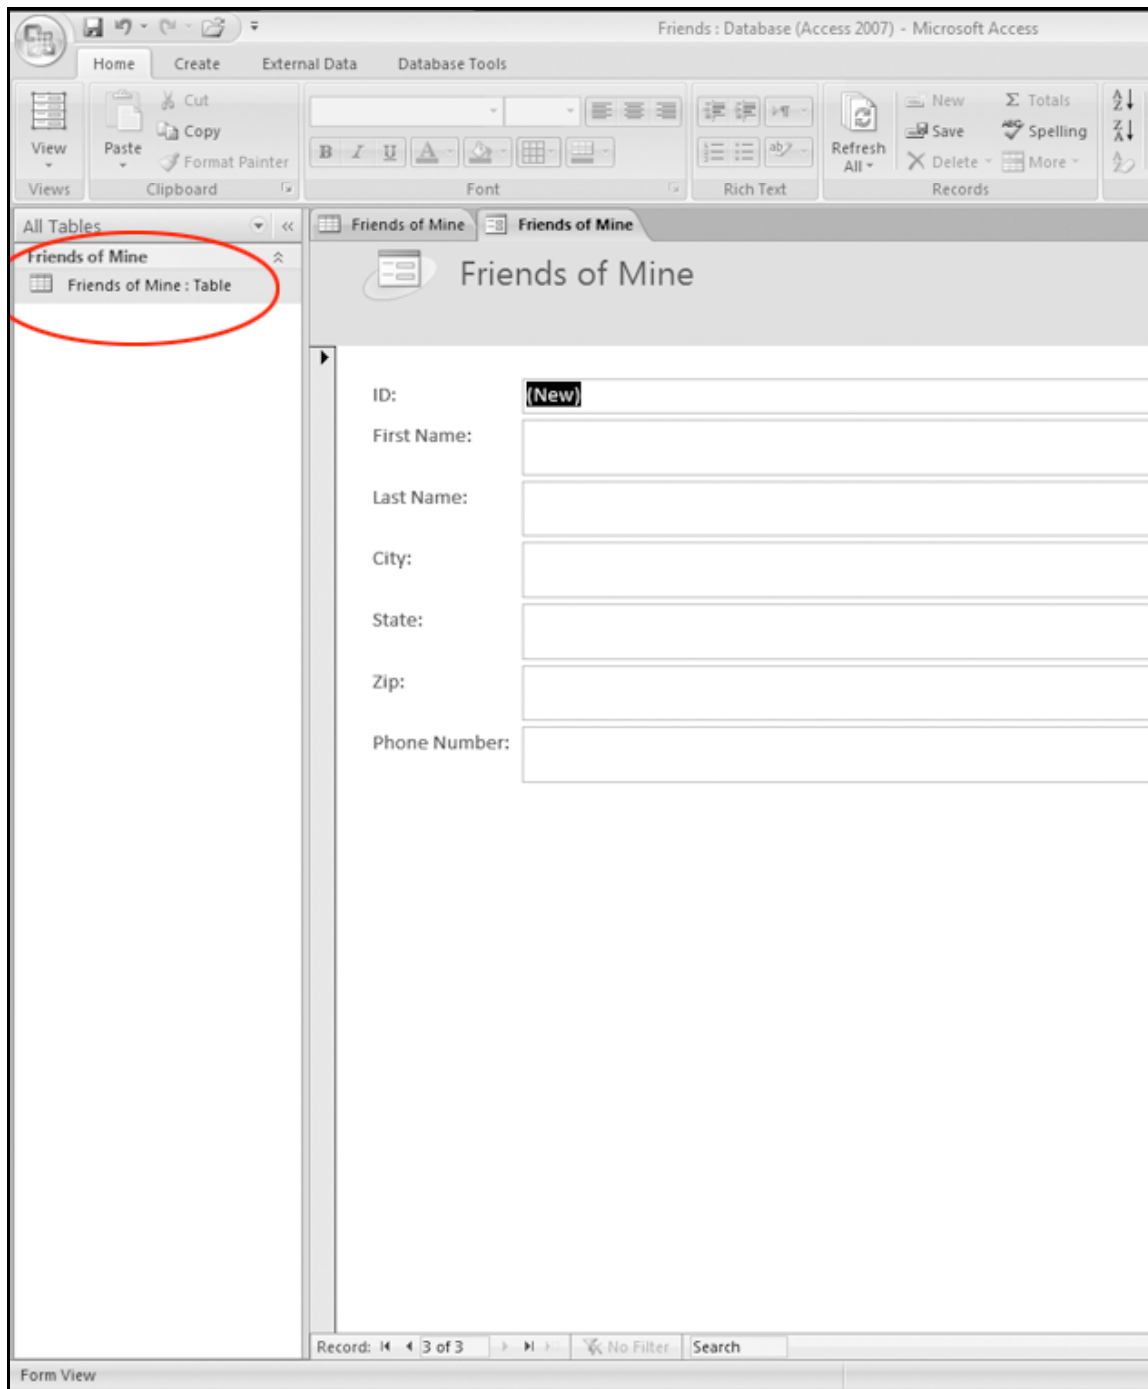 Friends : Database (Access 2007) - Microsoft Access
Home Create External Data Database Tools
View
Views
Paste
Cut
Copy
Format Painter
Clipboard
B I U A
Font
ab
Rich Text
Refresh All
New
Save
Delete
Σ Totals
ABC Spelling
More
Records
A Z
Z A
A Z
All Tables «
Friends of Mine
Friends of Mine : Table
Friends of Mine Friends of Mine
Friends of Mine
ID: (New)
First Name:
Last Name:
City:
State:
Zip:
Phone Number:
Record: 3 of 3 No Filter Search
Form View